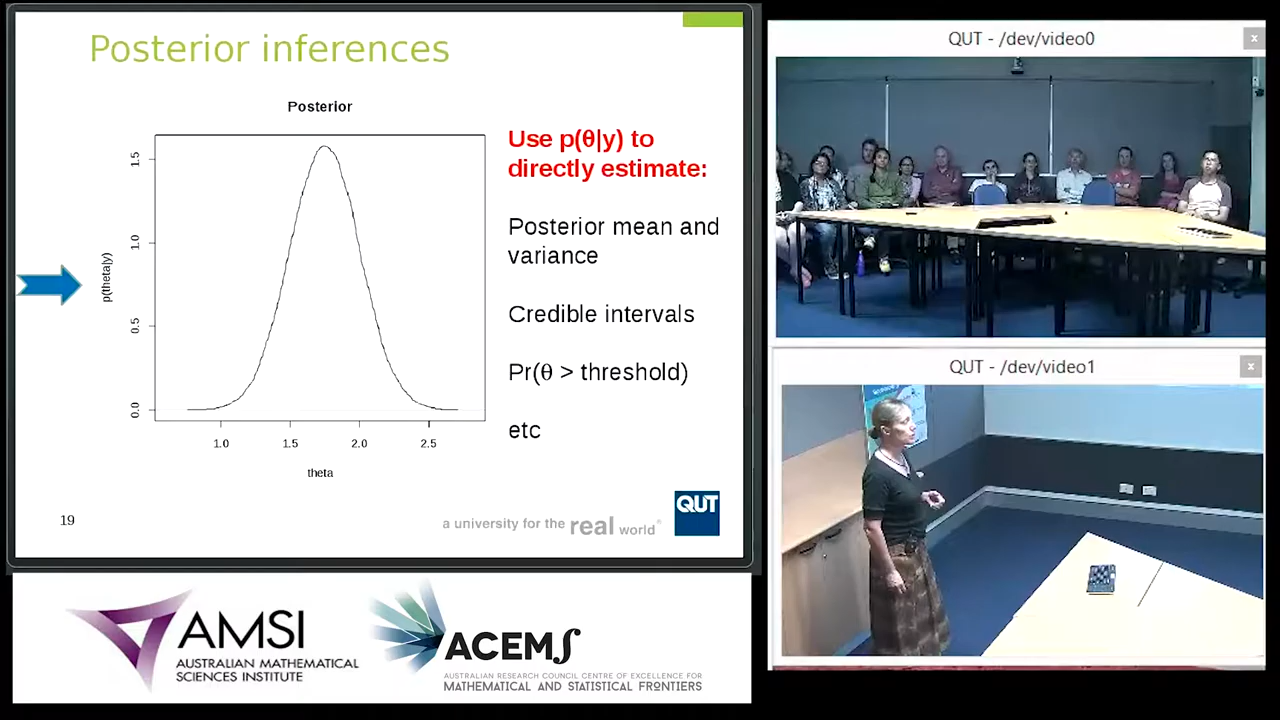 Posterior inferences
Posterior
p(theta|y)
1.5
1.0
0.5
0.0
1.0 1.5 2.0 2.5
theta
Use p(θ|y) to
directly estimate:
Posterior mean and
variance
Credible intervals
Pr(θ > threshold)
etc
19
a university for the real world®
QUT
AMSI
AUSTRALIAN MATHEMATICAL
SCIENCES INSTITUTE
ACEMS
AUSTRALIAN RESEARCH COUNCIL CENTRE OF EXCELLENCE FOR
MATHEMATICAL AND STATISTICAL FRONTIERS
QUT - /dev/video0
x
QUT - /dev/video1
x